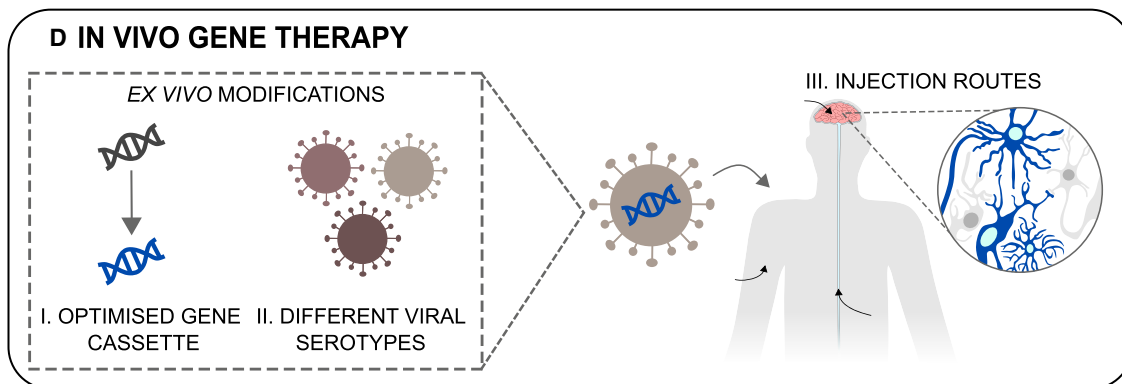 D IN VIVO GENE THERAPY
EX VIVO MODIFICATIONS
I. OPTIMISED GENE
CASSETTE
II. DIFFERENT VIRAL
SEROTYPES
III. INJECTION ROUTES